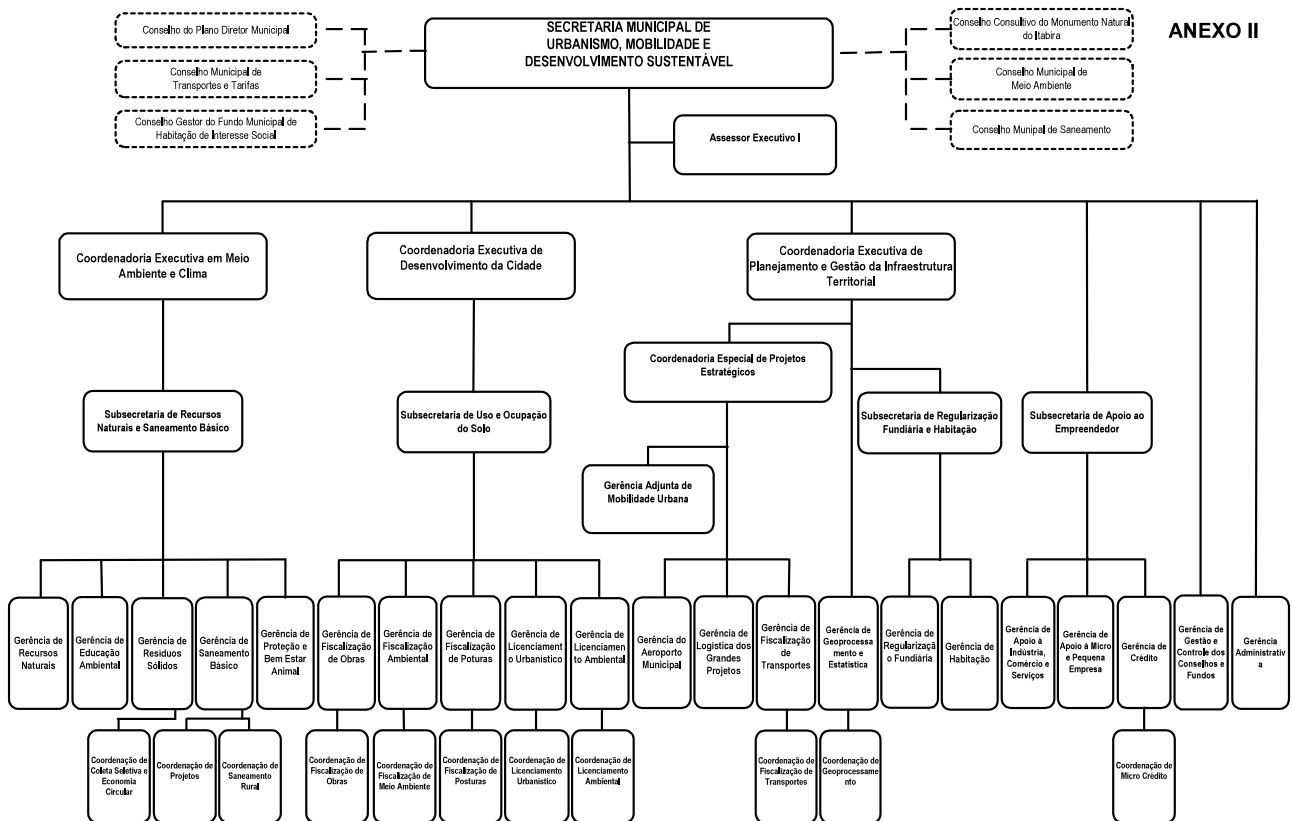 SECRETARIA MUNICIPAL DE
URBANISMO, MOBILIDADE E
DESENVOLVIMENTO SUSTENTÁVEL
ANEXO II
Conselho do Plano Diretor Municipal
Conselho Municipal de
Transportes e Tarifas
Conselho Gestor do Fundo Municipal de
Habitação de Interesse Social
Conselho Consultivo do Monumento Natural
do Itabira
Conselho Municipal de
Meio Ambiente
Conselho Munipal de Saneamento
Assessor Executivo I
Coordenadoria Executiva em Meio
Ambiente e Clima
Coordenadoria Executiva de
Desenvolvimento da Cidade
Coordenadoria Executiva de
Planejamento e Gestão da Infraestrutura
Territorial
Coordenadoria Especial de Projetos
Estratégicos
Subsecretaria de Recursos
Naturais e Saneamento Básico
Subsecretaria de Uso e Ocupação
do Solo
Subsecretaria de Regularização
Fundiária e Habitação
Subsecretaria de Apoio ao
Empreendedor
Gerência Adjunta de
Mobilidade Urbana
Gerência de
Recursos Naturais
Gerência de
Educação
Ambiental
Gerência de
Resíduos
Sólidos
Gerência de
Saneamento
Básico
Gerência de
Proteção e
Bem Estar
Animal
Gerência de
Fiscalização
de Obras
Gerência de
Fiscalização
Ambiental
Gerência de
Fiscalização
de Poturas
Gerência de
Licenciament
o Urbanístico
Gerência de
Licenciamento
Ambiental
Gerência do
Aeroporto
Municipal
Gerência de
Logística dos
Grandes
Projetos
Gerência de
Fiscalização
de
Transportes
Gerência de
Geoprocessa
mento e
Estatística
Gerência de
Regularizaçã
o Fundiária
Gerência de
Habitação
Gerência de
Apoio à
Indústria,
Comércio e
Serviços
Gerência de
Apoio à Micro
e Pequena
Empresa
Gerência de
Crédito
Gerência de
Gestão e
Controle dos
Conselhos e
Fundos
Gerência
Administrativ
a
Coordenação de
Coleta Seletiva e
Economia
Circular
Coordenação de
Projetos
Coordenação de
Saneamento
Rural
Coordenação de
Fiscalização de
Obras
Coordenação de
Fiscalização de
Meio Ambiente
Coordenação de
Fiscalização de
Posturas
Coordenação de
Licenciamento
Urbanístico
Coordenação de
Licenciamento
Ambiental
Coordenação de
Fiscalização de
Transportes
Coordenação de
Geoprocessame
nto
Coordenação de
Micro Crédito